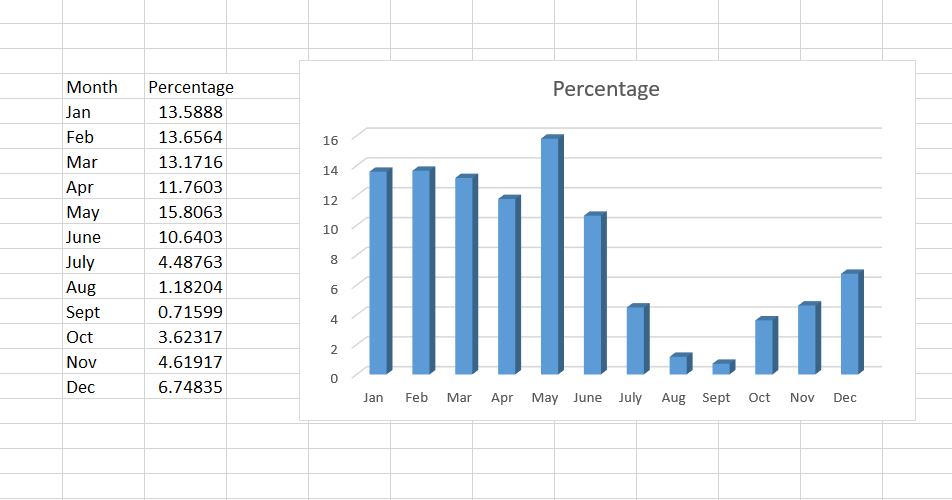 Month Percentage
Jan 13.5888
Feb 13.6564
Mar 13.1716
Apr 11.7603
May 15.8063
June 10.6403
July 4.48763
Aug 1.18204
Sept 0.71599
Oct 3.62317
Nov 4.61917
Dec 6.74835
Percentage
16
14
12
10
8
6
4
2
0
Jan Feb Mar Apr May June July Aug Sept Oct Nov Dec